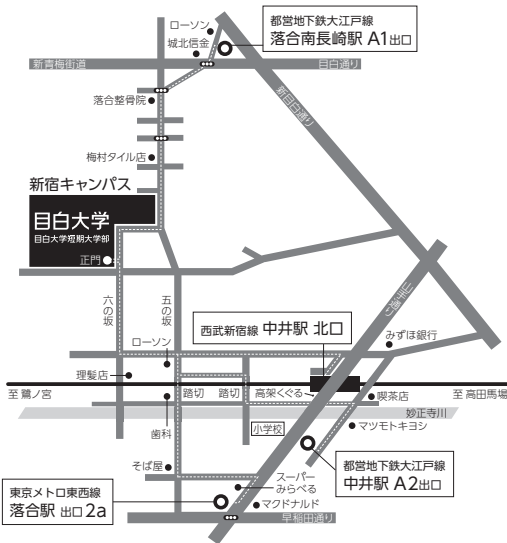 ローソン
城北信金
都営地下鉄大江戸線
落合南長崎駅 A1出口
新青梅街道
目白通り
落合整骨院
新目白通り
梅村タイル店
新宿キャンパス
目白大学
目白大学短期大学部
正門
六の坂
五の坂
山手通り
西武新宿線 中井駅 北口
ローソン
みずほ銀行
理髪店
至 鷺ノ宮
踏切
踏切
高架くぐる
喫茶店
至 高田馬場
妙正寺川
歯科
小学校
マツモトキヨシ
そば屋
都営地下鉄大江戸線
中井駅 A2出口
スーパー
みらべる
東京メトロ東西線
落合駅 出口2a
マクドナルド
早稲田通り